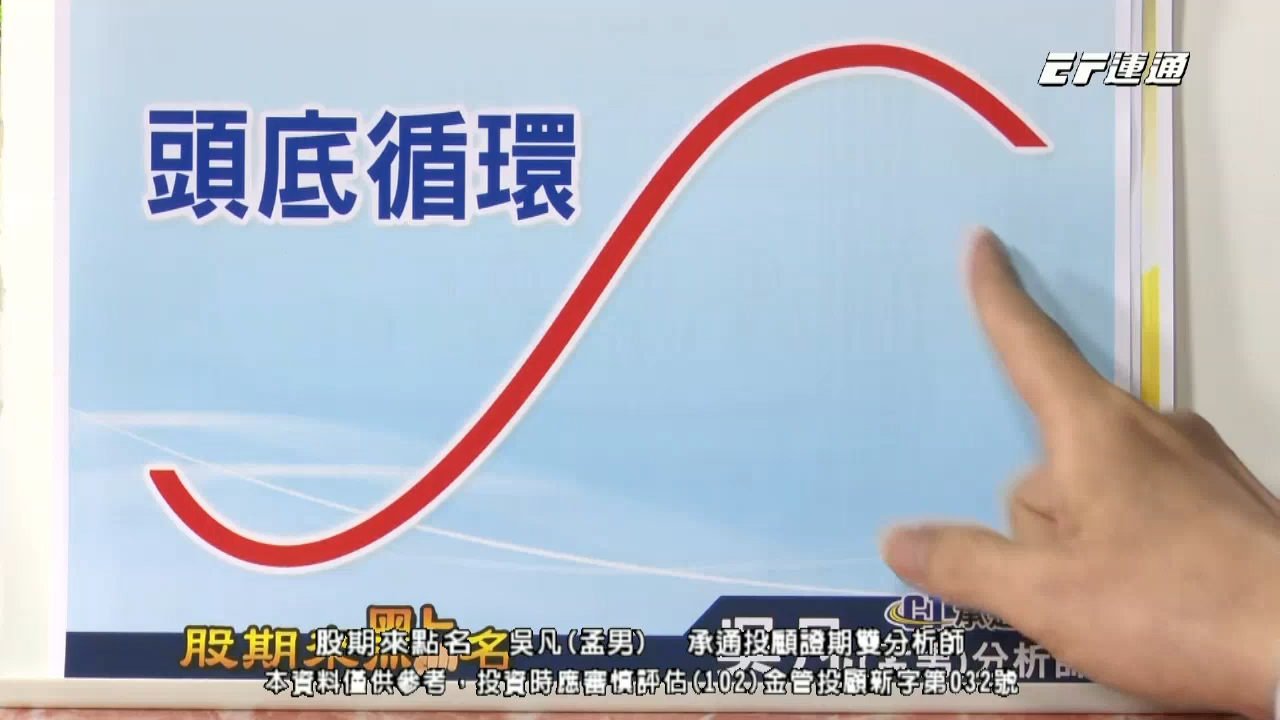 EF運通
頭底循環
股期來點名
股期來點名 吳凡(孟男) 承通投顧證期雙分析師
本資料僅供參考,投資時應審慎評估(102)金管投顧新字第032號